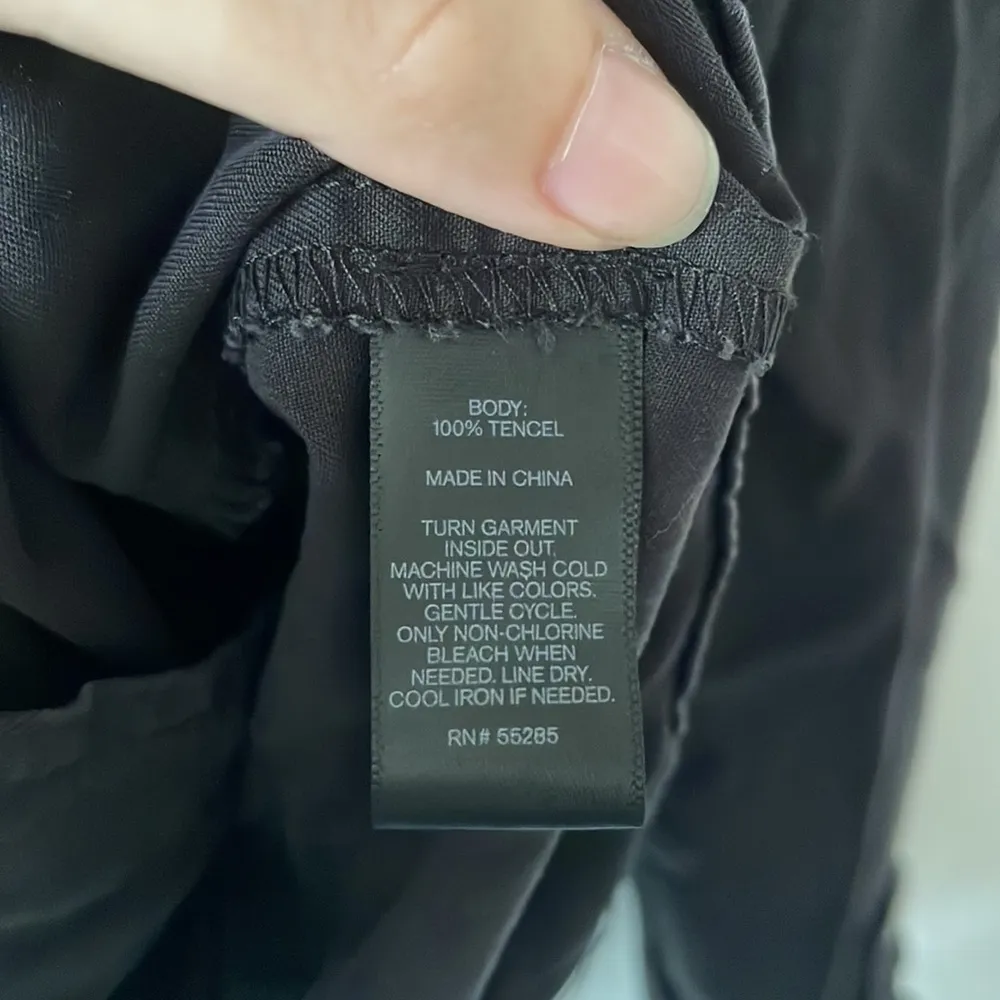 BODY:
100% TENCEL
MADE IN CHINA
TURN GARMENT
INSIDE OUT.
MACHINE WASH COLD
WITH LIKE COLORS.
GENTLE CYCLE.
ONLY NON-CHLORINE
BLEACH WHEN
NEEDED. LINE DRY.
COOL IRON IF NEEDED.
RN# 55285